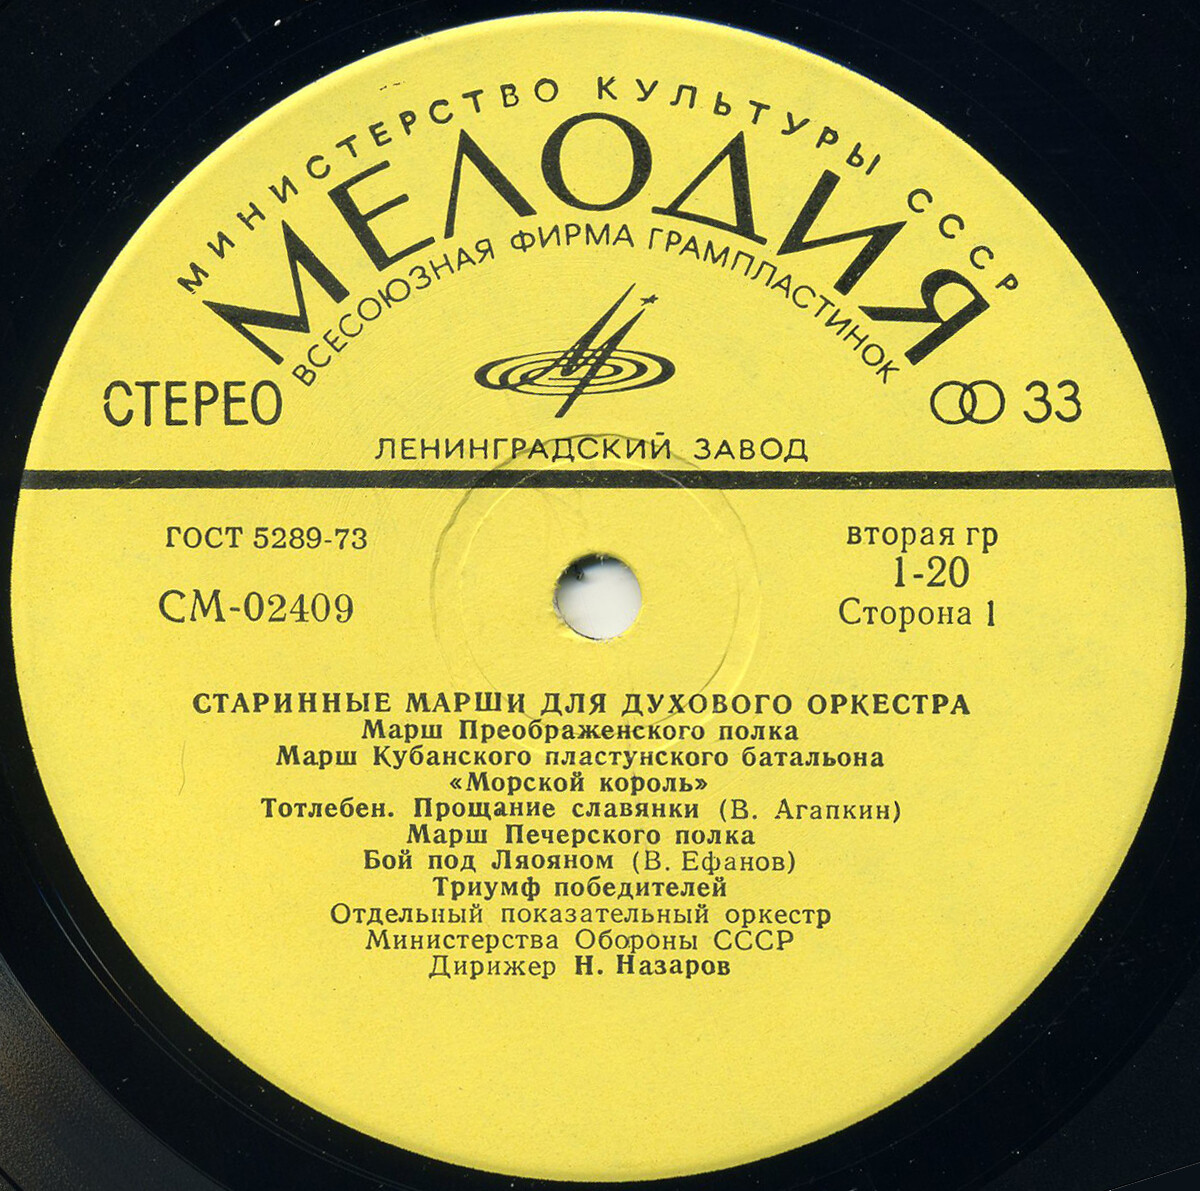 МИНИСТЕРСТВО КУЛЬТУРЫ СССР
МЕЛОДИЯ
ВСЕСОЮЗНАЯ ФИРМА ГРАМПЛАСТИНОК
СТЕРЕО
33
ЛЕНИНГРАДСКИЙ ЗАВОД
ГОСТ 5289-73
СМ-02409
вторая гр
1-20
Сторона 1
СТАРИННЫЕ МАРШИ ДЛЯ ДУХОВОГО ОРКЕСТРА
Марш Преображенского полка
Марш Кубанского пластунского батальона
«Морской король»
Тотлебен. Прощание славянки (В. Агапкин)
Марш Печерского полка
Бой под Ляояном (В. Ефанов)
Триумф победителей
Отдельный показательный оркестр
Министерства Обороны СССР
Дирижер Н. Назаров